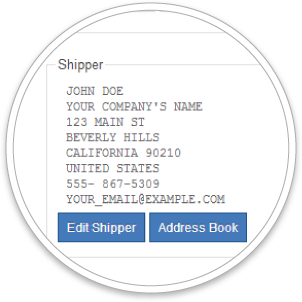 Shipper
JOHN DOE
YOUR COMPANY'S NAME
123 MAIN ST
BEVERLY HILLS
CALIFORNIA 90210
UNITED STATES
555- 867-5309
YOUR_EMAIL@EXAMPLE.COM
Edit Shipper Address Book